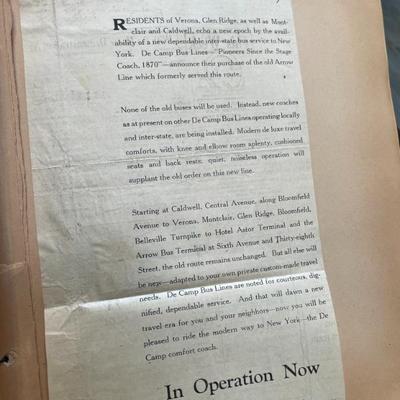 RESIDENTS of Verona, Glen Ridge, as well as Mont-
clair and Caldwell, echo a new epoch by the avail-
ability of a new dependable inter-state bus service to New
York. De Camp Bus Lines—"Pioneers Since the Stage
Coach, 1870"—announce their purchase of the old Arrow
Line which formerly served this route.
None of the old buses will be used. Instead, new coaches
as at present on other De Camp Bus Lines operating locally
and inter-state, are being installed. Modern de luxe travel
comforts, with knee and elbow room aplenty, cushioned
seats and back rests; quiet, noiseless operation will
supplant the old order on this new line.
Starting at Caldwell, Central Avenue, along Bloomfield
Avenue to Verona, Montclair, Glen Ridge, Bloomfield,
Belleville Turnpike to Hotel Astor Terminal and the
Arrow Bus Terminal at Sixth Avenue and Thirty-eighth
Street, the old route remains unchanged. But all else will
be new—adapted to your own private custom-made travel
needs. De Camp Bus Lines are noted for courteous, dig-
nified, dependable service. And that will dawn a new
travel era for you and your neighbors—now you will be
pleased to ride the modern way to New York—the De
Camp comfort coach.
In Operation Now